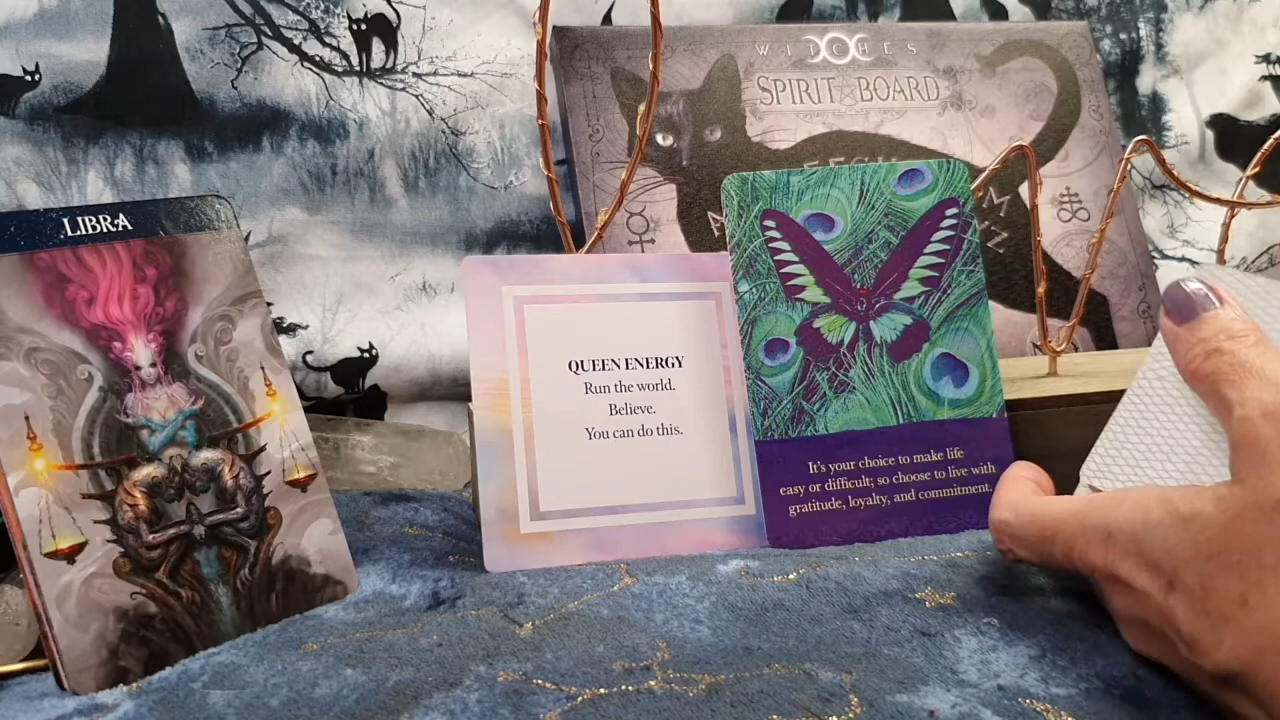 WITCHES
SPIRIT BOARD
LIBRA
QUEEN ENERGY
Run the world.
Believe.
You can do this.
It's your choice to make life
easy or difficult; so choose to live with
gratitude, loyalty, and commitment.